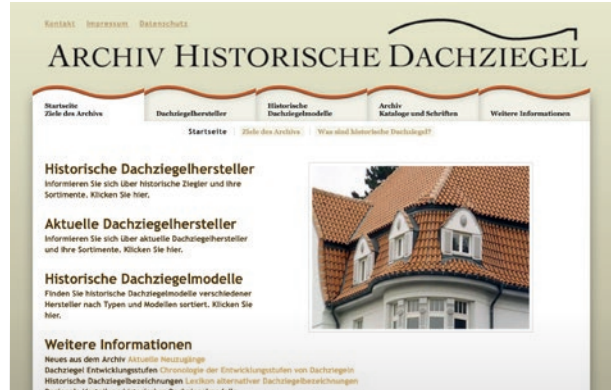 Kontakt Impressum Datenschutz
ARCHIV HISTORISCHE DACHZIEGEL
Startseite
Ziele des Archivs
Dachziegelhersteller
Historische
Dachziegelmodelle
Archiv
Kataloge und Schriften
Weitere Informationen
Startseite Ziele des Archivs Was sind historische Dachziegel?
Historische Dachziegelhersteller
Informieren Sie sich über historische Ziegler und ihre
Sortimente. Klicken Sie hier.
Aktuelle Dachziegelhersteller
Informieren Sie sich über aktuelle Dachziegelhersteller
und ihre Sortimente. Klicken Sie hier.
Historische Dachziegelmodelle
Finden Sie historische Dachziegelmodelle verschiedener
Hersteller nach Typen und Modellen sortiert. Klicken Sie
hier.
Weitere Informationen
Neues aus dem Archiv Aktuelle Neuzugänge
Dachziegel Entwicklungsstufen Chronologie der Entwicklungsstufen von Dachziegeln
Historische Dachziegelbezeichnungen Lexikon alternativer Dachziegelbezeichnungen